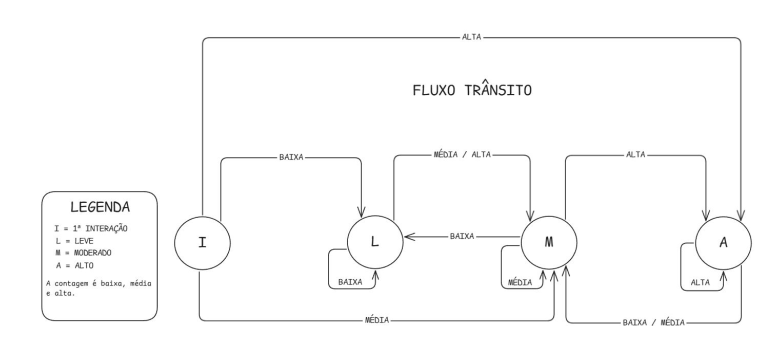 ALTA
FLUXO TRÂNSITO
BAIXA
MÉDIA / ALTA
ALTA
LEGENDA
I = 1ª INTERAÇÃO
L = LEVE
M = MODERADO
A = ALTO
A contagem é baixa, média
e alta.
I
L
BAIXA
M
A
BAIXA
MÉDIA
ALTA
MÉDIA
BAIXA / MÉDIA